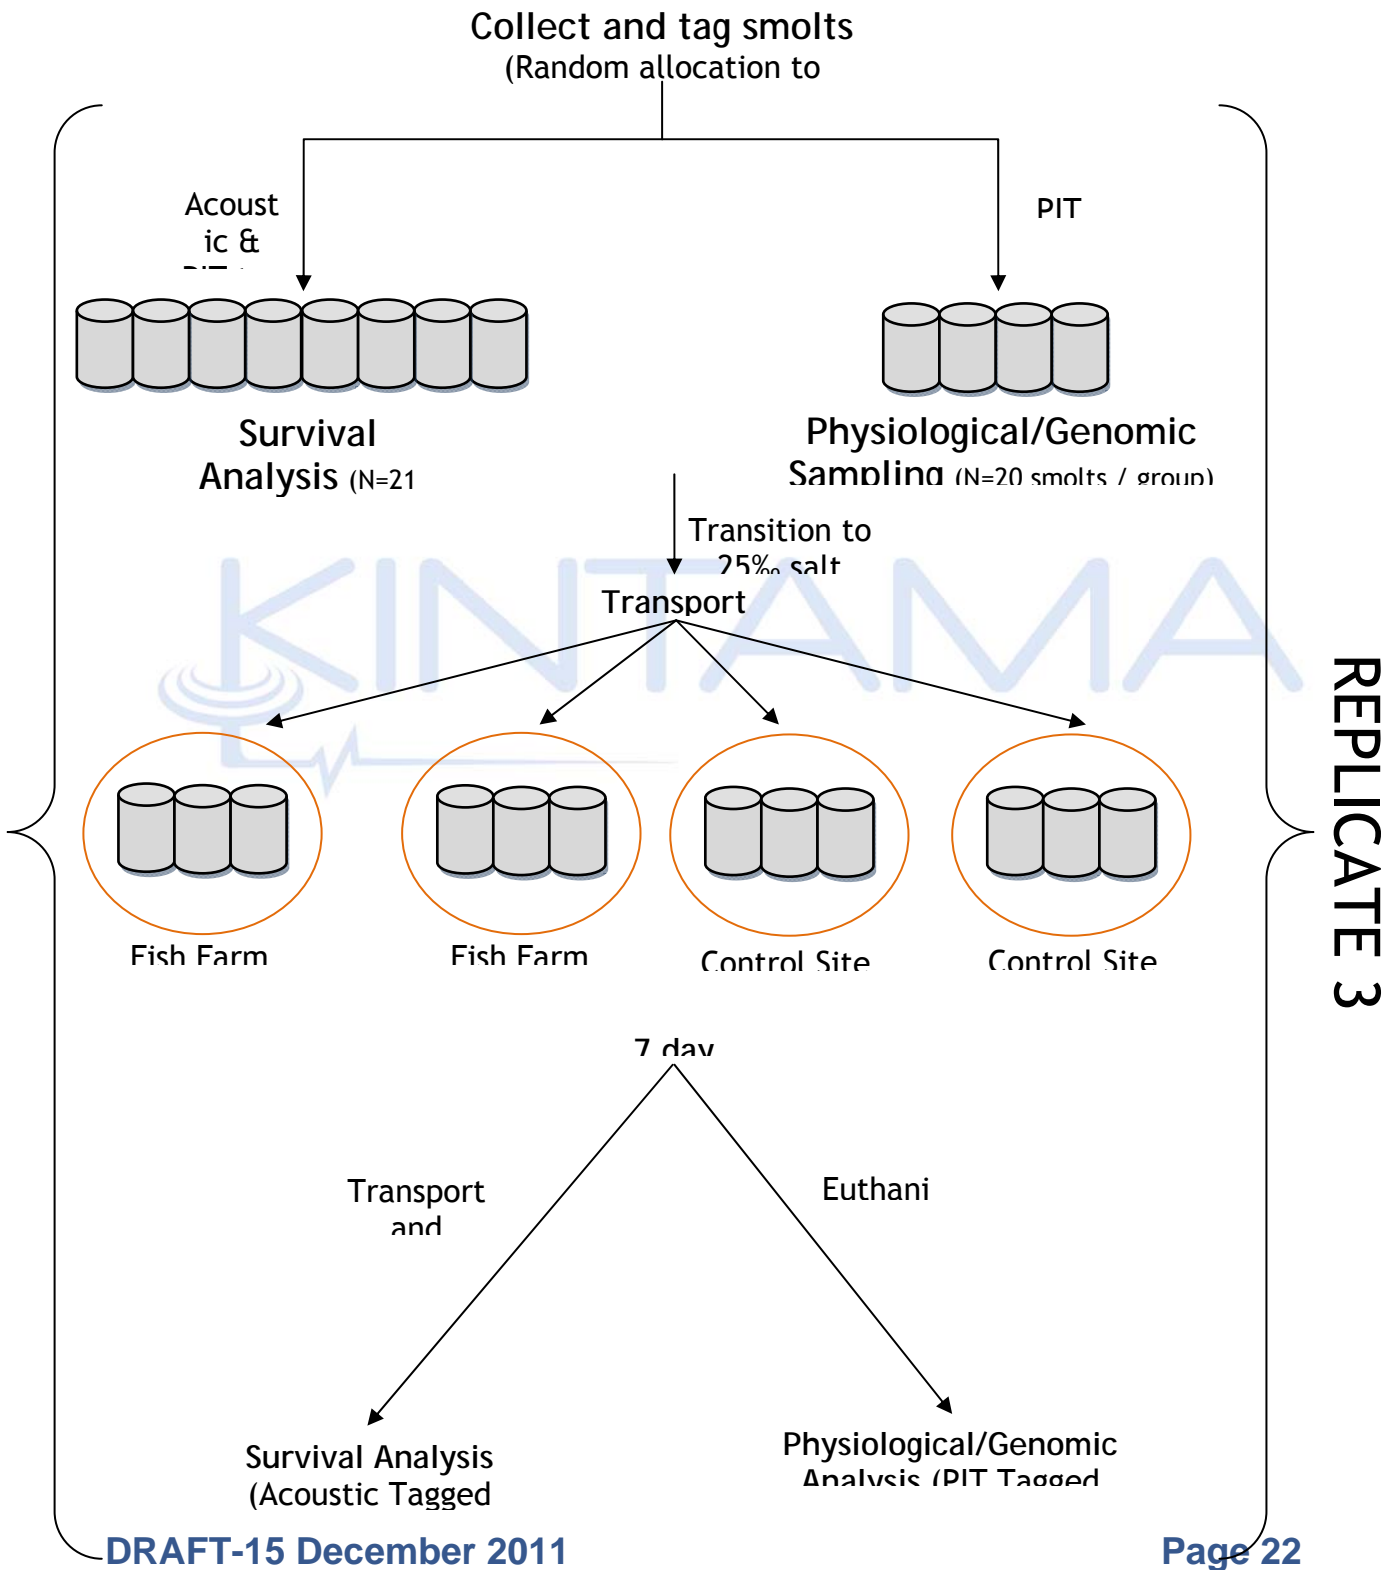 Collect and tag smolts
(Random allocation to
Acoust
ic &
PIT
PIT
Survival
Analysis (N=21
Physiological/Genomic
Sampling (N=20 smolts / group)
Transition to
25‰ salt
KINTAMA
Transport
REPLICATE 3
Fish Farm
Fish Farm
Control Site
Control Site
7 day
Transport
and
Euthani
Survival Analysis
(Acoustic Tagged
Physiological/Genomic
Analysis (PIT Tagged
DRAFT-15 December 2011
Page 22